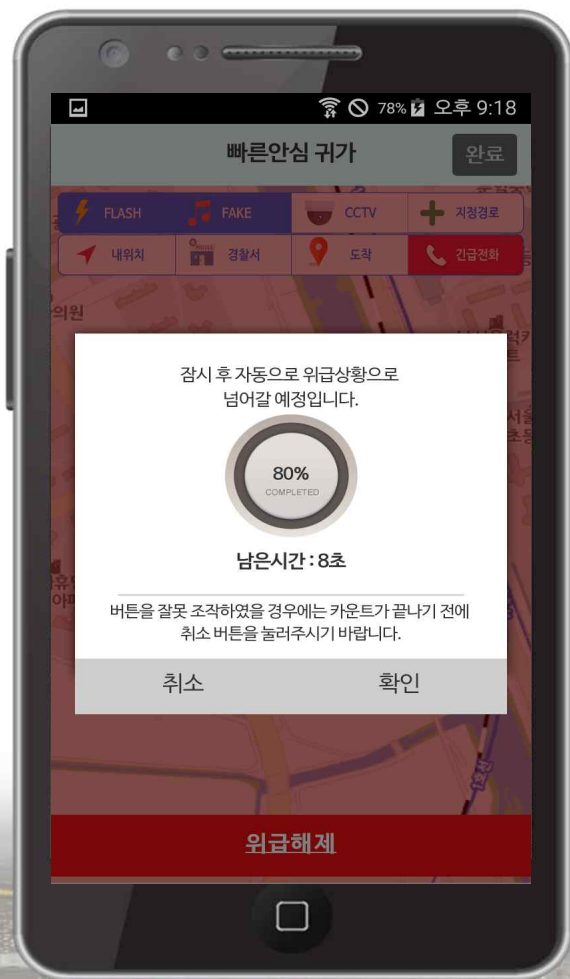 78% 오후 9:18
빠른안심 귀가
완료
FLASH
FAKE
CCTV
지정경로
내위치
경찰서
도착
긴급전화
의원
잠시 후 자동으로 위급상황으로
넘어갈 예정입니다.
80%
COMPLETED
남은시간 : 8초
버튼을 잘못 조작하였을 경우에는 카운트가 끝나기 전에
취소 버튼을 눌러주시기 바랍니다.
취소
확인
1호선
위급해제